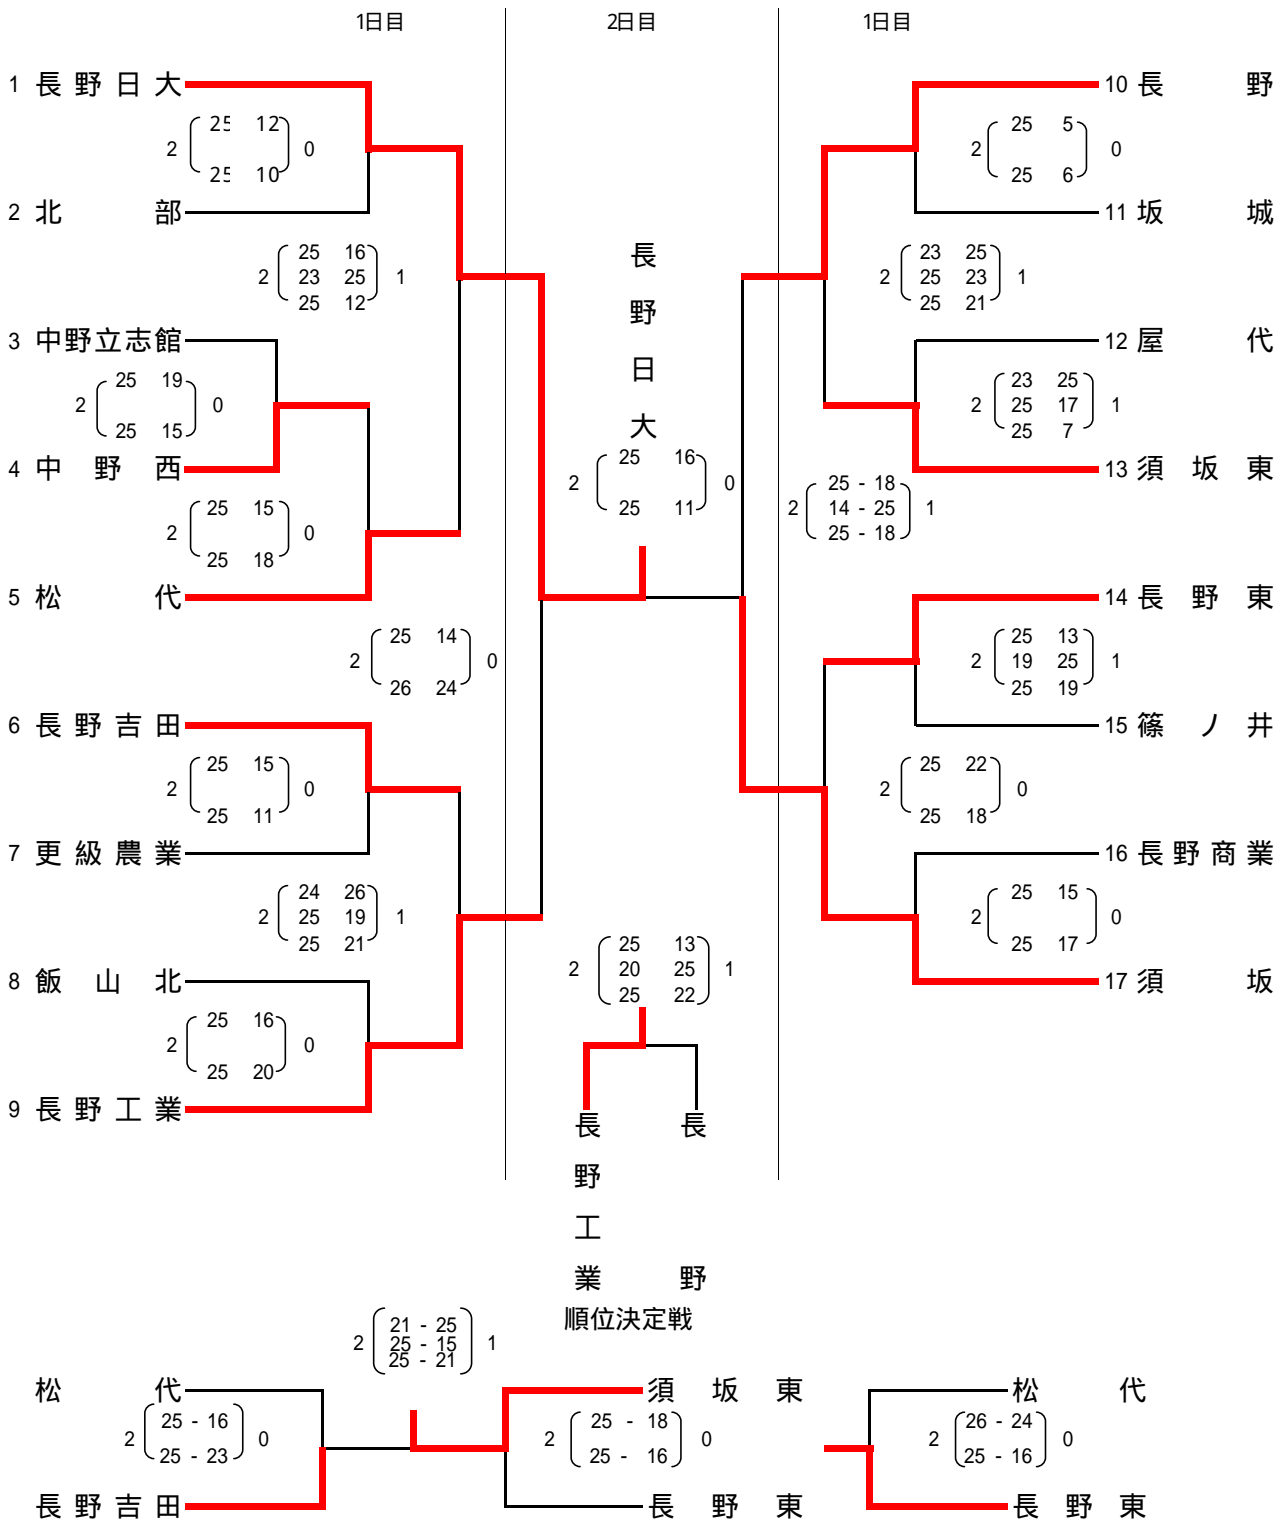 1日目 2日目 1日目
1 長野日大
2 ( 25 12 25 10 ) 0
2 北部
2 ( 25 16 23 25 25 12 ) 1
3 中野立志館
2 ( 25 19 25 15 ) 0
4 中野西
2 ( 25 15 25 18 ) 0
5 松代
2 ( 25 14 26 24 ) 0
6 長野吉田
2 ( 25 15 25 11 ) 0
7 更級農業
2 ( 24 26 25 19 25 21 ) 1
8 飯山北
2 ( 25 16 25 20 ) 0
9 長野工業
長野日大
2 ( 25 16 25 11 ) 0
2 ( 25 13 20 25 25 22 ) 1
長野工業 長野
10 長野
2 ( 25 5 25 6 ) 0
11 坂城
2 ( 23 25 25 23 25 21 ) 1
12 屋代
2 ( 23 25 25 17 25 7 ) 1
13 須坂東
2 ( 25 - 18 14 - 25 25 - 18 ) 1
14 長野東
2 ( 25 13 19 25 25 19 ) 1
15 篠ノ井
2 ( 25 22 25 18 ) 0
16 長野商業
2 ( 25 15 25 17 ) 0
17 須坂
順位決定戦
2 ( 21 - 25 25 - 15 25 - 21 ) 1
松代
2 ( 25 - 16 25 - 23 ) 0
長野吉田
須坂東
2 ( 25 - 18 25 - 16 ) 0
長野東
松代
2 ( 26 - 24 25 - 16 ) 0
長野東